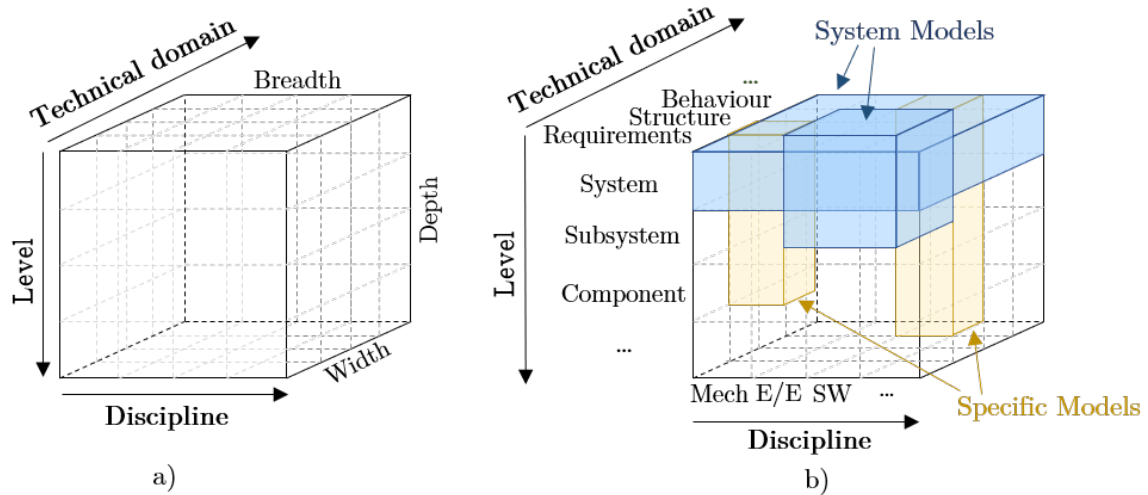 Technical domain
Breadth
Level
Depth
Width
Discipline
a)
Technical domain
System Models
...
Behaviour
Structure
Requirements
System
Subsystem
Component
...
Level
Mech E/E SW ...
Specific Models
Discipline
b)